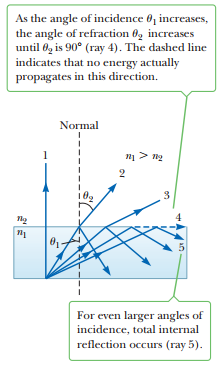 As the angle of incidence θ₁ increases,
the angle of refraction θ₂ increases
until θ₂ is 90° (ray 4). The dashed line
indicates that no energy actually
propagates in this direction.
Normal
1
n₁ > n₂
2
θ₂
3
n₂
4
n₁
θ₁
5
For even larger angles of
incidence, total internal
reflection occurs (ray 5).